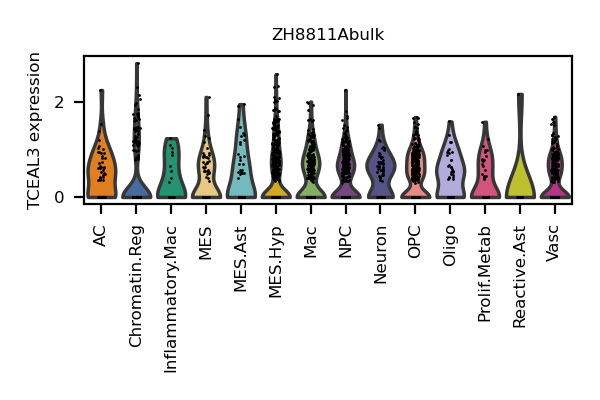 ZH8811Abulk
TCEAL3 expression
2
0
AC
Chromatin.Reg
Inflammatory.Mac
MES
MES.Ast
MES.Hyp
Mac
NPC
Neuron
OPC
Oligo
Prolif.Metab
Reactive.Ast
Vasc